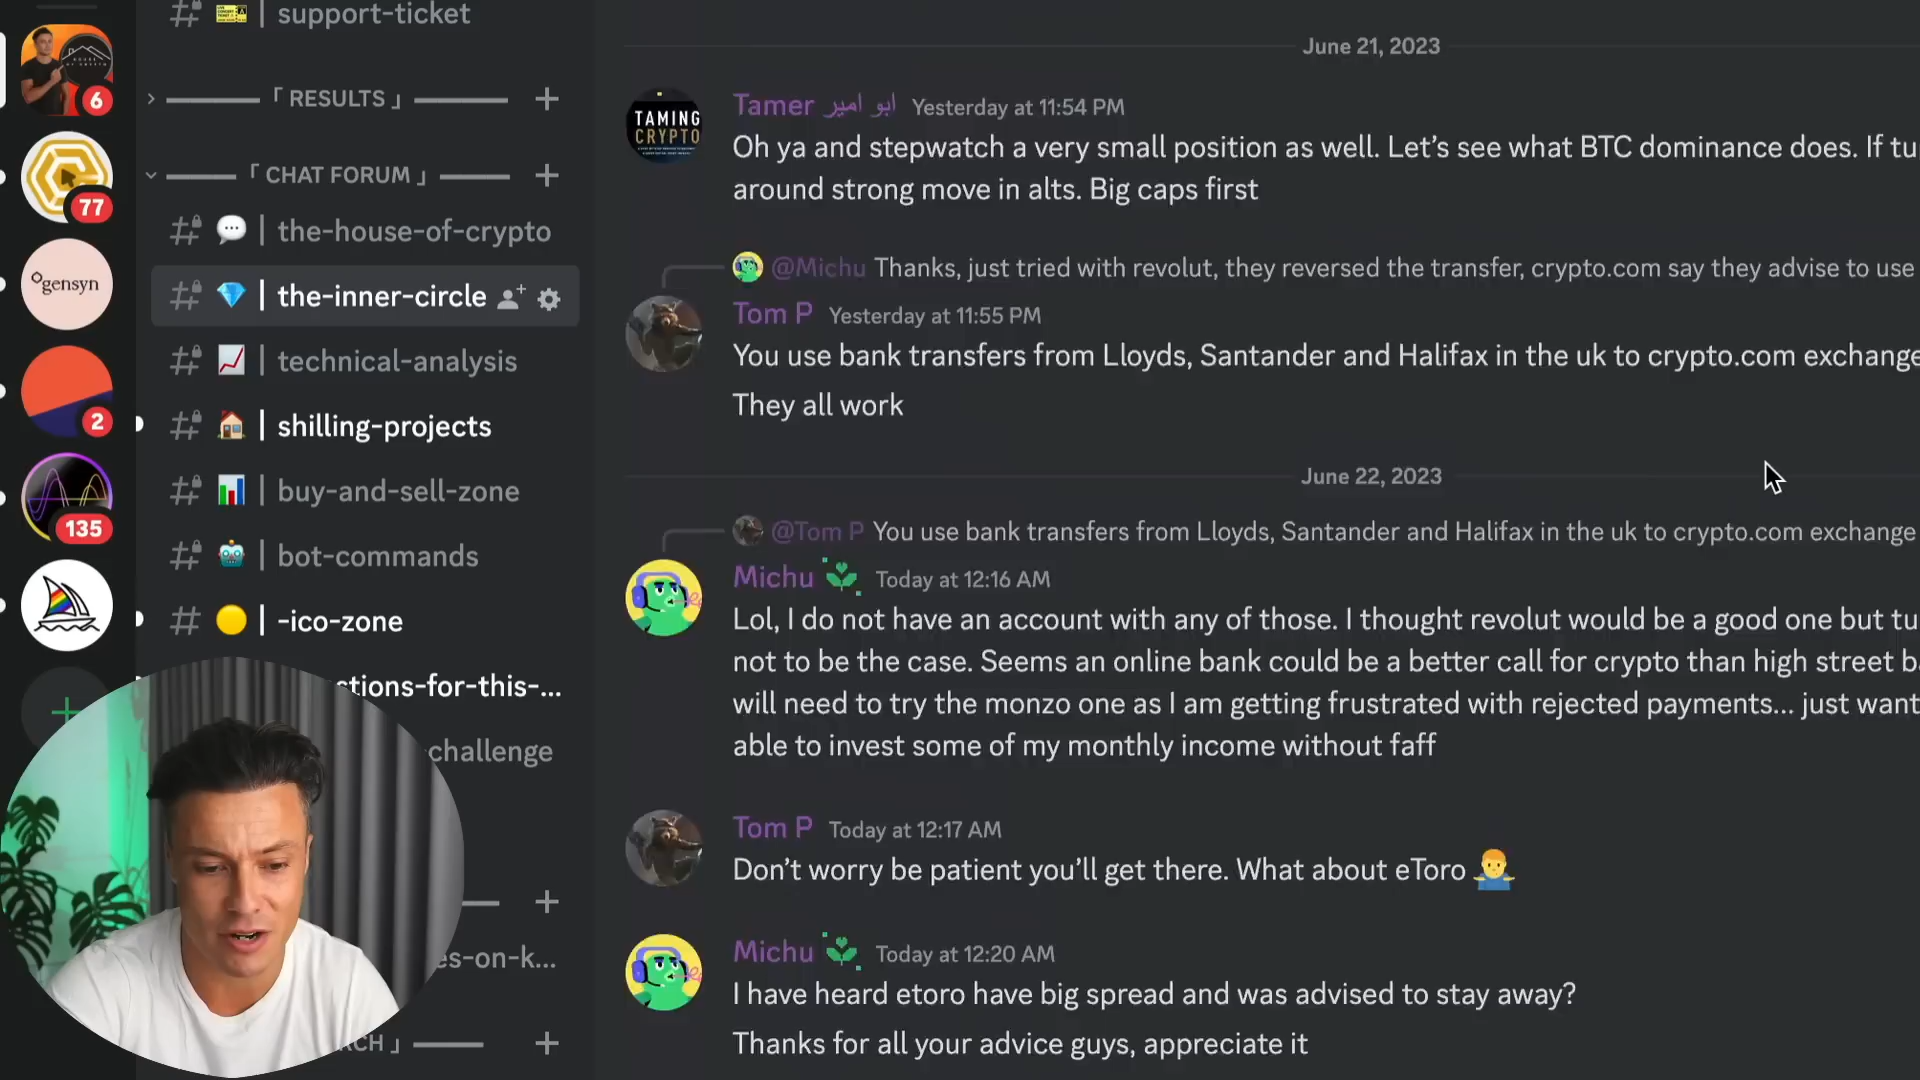 support-ticket
「 RESULTS 」
「 CHAT FORUM 」
the-house-of-crypto
the-inner-circle
technical-analysis
shilling-projects
buy-and-sell-zone
bot-commands
-ico-zone
stions-for-this-...
challenge
es-on-k...
RCH 」
6
77
gensyn
2
135
June 21, 2023
TAMING
CRYPTO
Tamer ابو امير Yesterday at 11:54 PM
Oh ya and stepwatch a very small position as well. Let's see what BTC dominance does. If tu
around strong move in alts. Big caps first
@Michu Thanks, just tried with revolut, they reversed the transfer, crypto.com say they advise to use
Tom P Yesterday at 11:55 PM
You use bank transfers from Lloyds, Santander and Halifax in the uk to crypto.com exchange
They all work
June 22, 2023
@Tom P You use bank transfers from Lloyds, Santander and Halifax in the uk to crypto.com exchange
Michu Today at 12:16 AM
Lol, I do not have an account with any of those. I thought revolut would be a good one but tu
not to be the case. Seems an online bank could be a better call for crypto than high street ba
will need to try the monzo one as I am getting frustrated with rejected payments... just want
able to invest some of my monthly income without faff
Tom P Today at 12:17 AM
Don't worry be patient you'll get there. What about eToro
Michu Today at 12:20 AM
I have heard etoro have big spread and was advised to stay away?
Thanks for all your advice guys, appreciate it